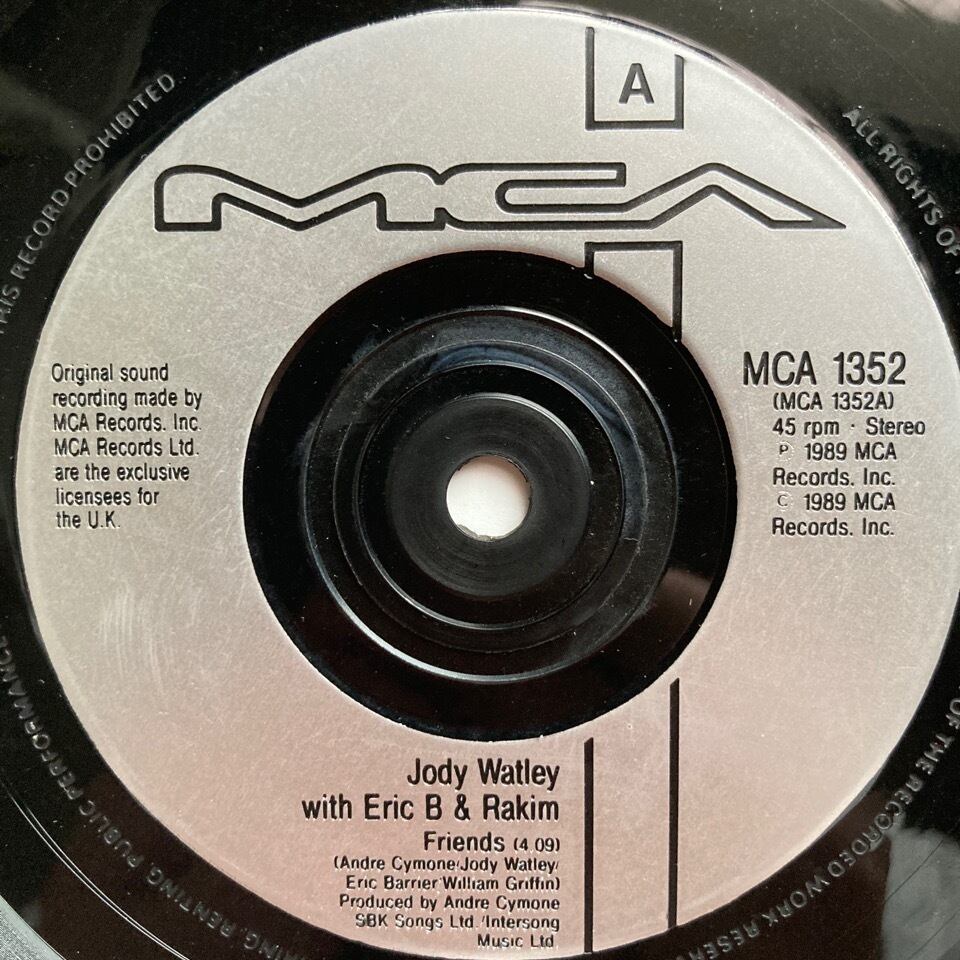 A
MCA
Original sound
recording made by
MCA Records. Inc.
MCA Records Ltd.
are the exclusive
licensees for
the U.K.
MCA 1352
(MCA 1352A)
45 rpm · Stereo
℗ 1989 MCA
Records. Inc.
© 1989 MCA
Records. Inc.
Jody Watley
with Eric B & Rakim
Friends (4.09)
(Andre Cymone/Jody Watley/
Eric Barrier/William Griffin)
Produced by Andre Cymone
SBK Songs Ltd./Intersong
Music Ltd.
ALL RIGHTS OF
OF THE RECORDED WORK
RENTING, PUBLIC PERFORMANCE
THIS RECORD PROHIBITED